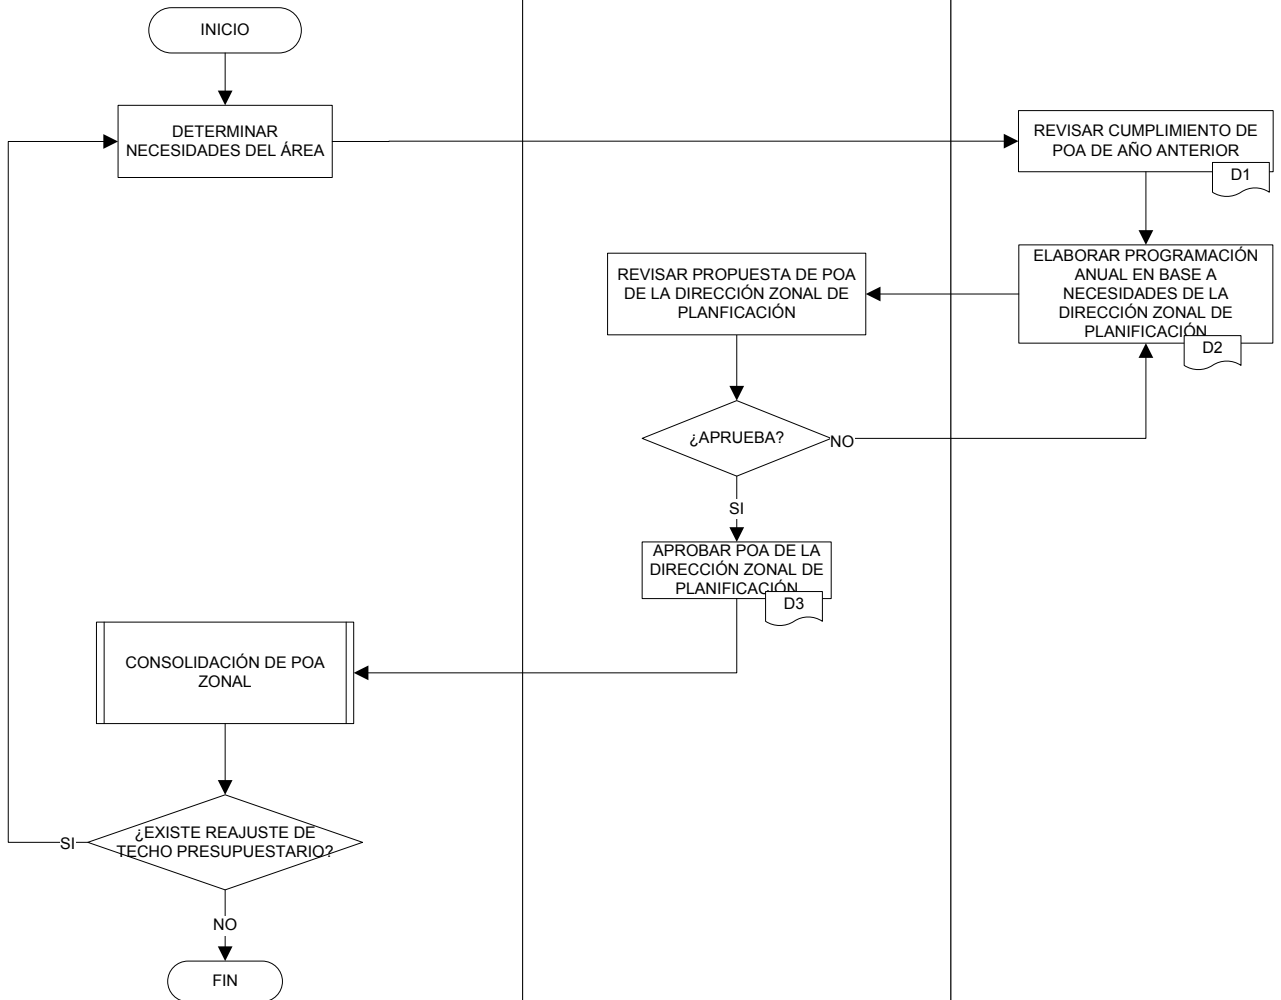 INICIO
DETERMINAR
NECESIDADES DEL ÁREA
REVISAR CUMPLIMIENTO DE
POA DE AÑO ANTERIOR
D1
ELABORAR PROGRAMACIÓN
ANUAL EN BASE A
NECESIDADES DE LA
DIRECCIÓN ZONAL DE
PLANIFICACIÓN
D2
REVISAR PROPUESTA DE POA
DE LA DIRECCIÓN ZONAL DE
PLANFICACIÓN
¿APRUEBA?
NO
SI
APROBAR POA DE LA
DIRECCIÓN ZONAL DE
PLANIFICACIÓN
D3
CONSOLIDACIÓN DE POA
ZONAL
¿EXISTE REAJUSTE DE
TECHO PRESUPUESTARIO?
SI
NO
FIN